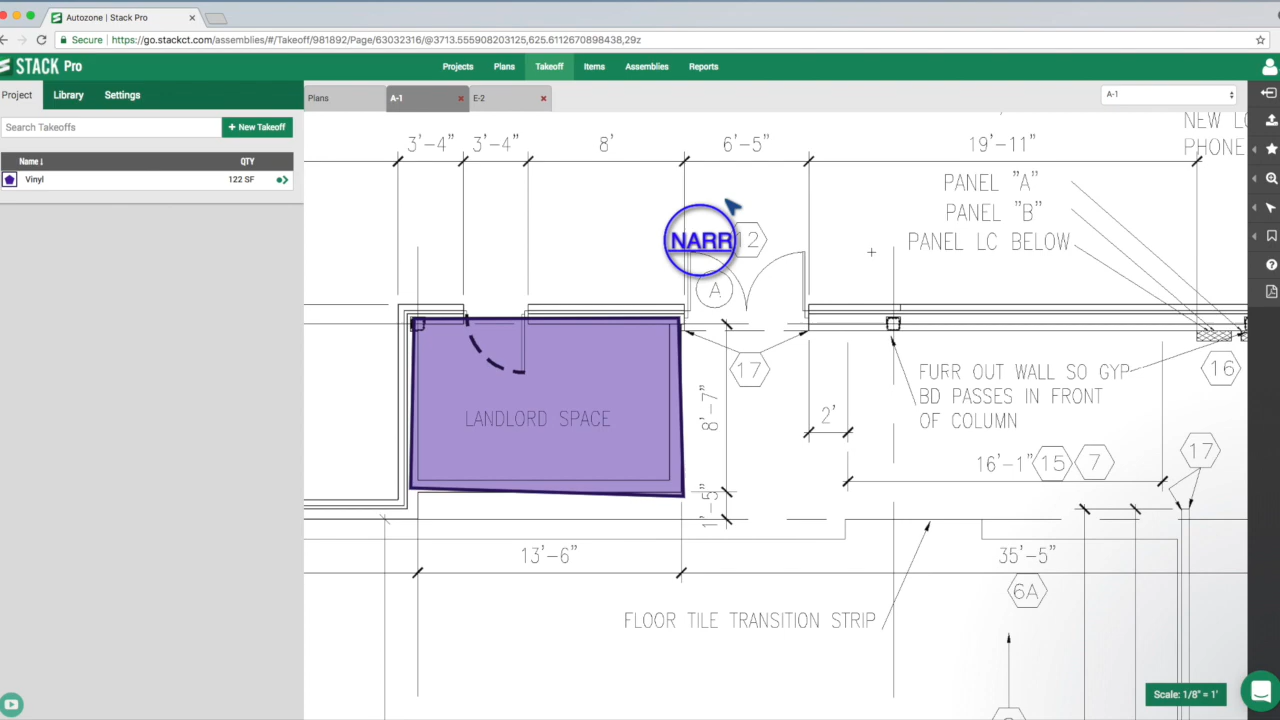 Autozone | Stack Pro
Secure https://go.stackct.com/assemblies/#/Takeoff/981892/Page/63032316/@3713.555908203125,625.6112670898438,29z
STACK Pro
Projects Plans Takeoff Items Assemblies Reports
Project Library Settings
Plans A-1 E-2 A-1
Search Takeoffs + New Takeoff
Name QTY
Vinyl 122 SF
3'-4" 3'-4" 8' 6'-5" 19'-11"
NEW
PHONE
PANEL "A"
PANEL "B"
PANEL LC BELOW
NARR 12
A
17
16
FURR OUT WALL SO GYP
BD PASSES IN FRONT
OF COLUMN
LANDLORD SPACE
8'-7"
2'
17
16'-1" 15 7
1'-5"
13'-6" 35'-5"
6A
FLOOR TILE TRANSITION STRIP
Scale: 1/8" = 1'